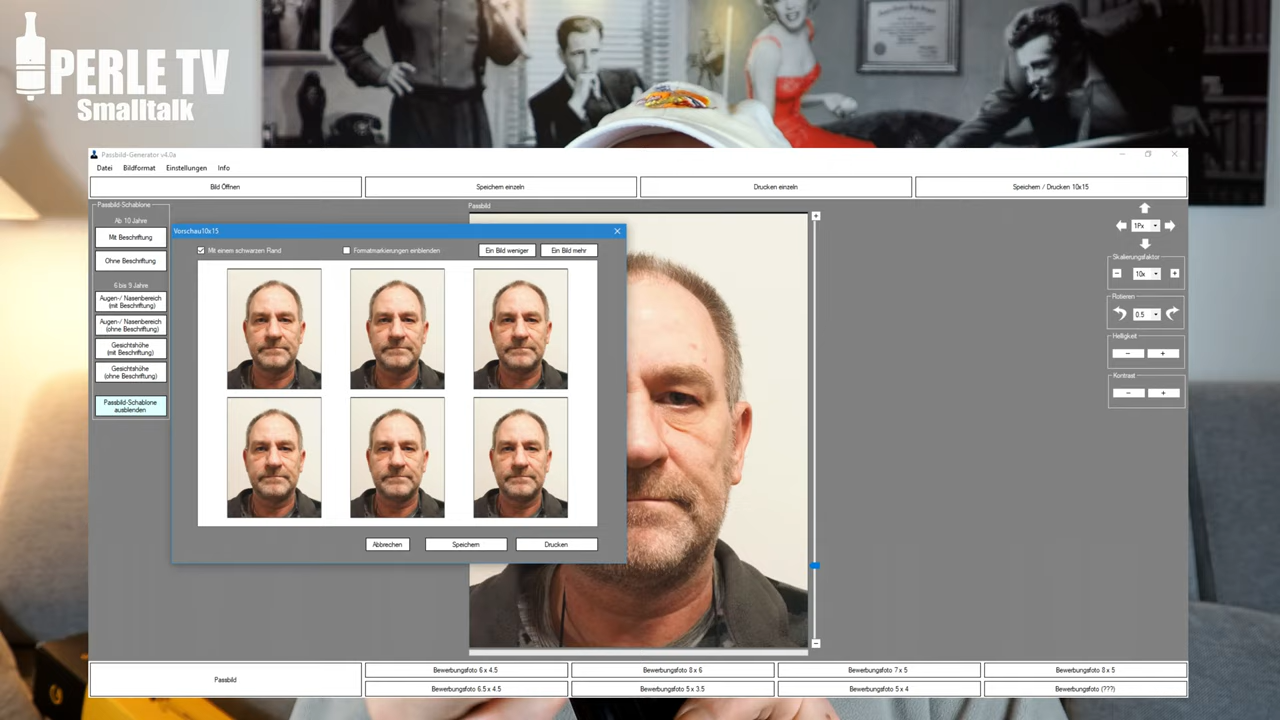 PERLE TV
Smalltalk
Passbild-Generator v4.0a
Datei Bildformat Einstellungen Info
Bild Öffnen
Speichern einzeln
Drucken einzeln
Speichern / Drucken 10x15
Passbild-Schablone
Ab 10 Jahre
Mit Beschriftung
Ohne Beschriftung
6 bis 9 Jahre
Augen-/ Nasenbereich
(mit Beschriftung)
Augen-/ Nasenbereich
(ohne Beschriftung)
Gesichtshöhe
(mit Beschriftung)
Gesichtshöhe
(ohne Beschriftung)
Passbild-Schablone
ausblenden
Vorschau10x15
Mit einem schwarzen Rand
Formatmarkierungen einblenden
Ein Bild weniger
Ein Bild mehr
Abbrechen
Speichern
Drucken
Passbild
1Px
Skalierungsfaktor
10x
Rotieren
0.5
Helligkeit
Kontrast
Passbild
Bewerbungsfoto 6 x 4.5
Bewerbungsfoto 8 x 6
Bewerbungsfoto 7 x 5
Bewerbungsfoto 8 x 5
Bewerbungsfoto 6.5 x 4.5
Bewerbungsfoto 5 x 3.5
Bewerbungsfoto 5 x 4
Bewerbungsfoto (???)